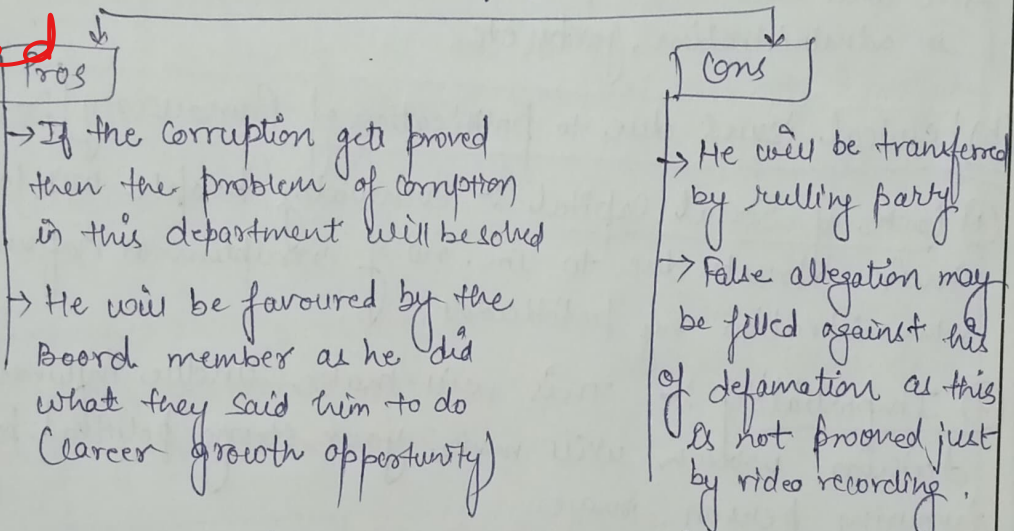 Pros
→ If the corruption gets proved
then the problem of corruption
in this department will be solved
→ He will be favoured by the
Board member as he did
what they said him to do
(career growth opportunity)
Cons
→ He will be transferred
by rulling party
→ False allegation may
be filled against his
of defamation as this
is not prooved just
by video recording.